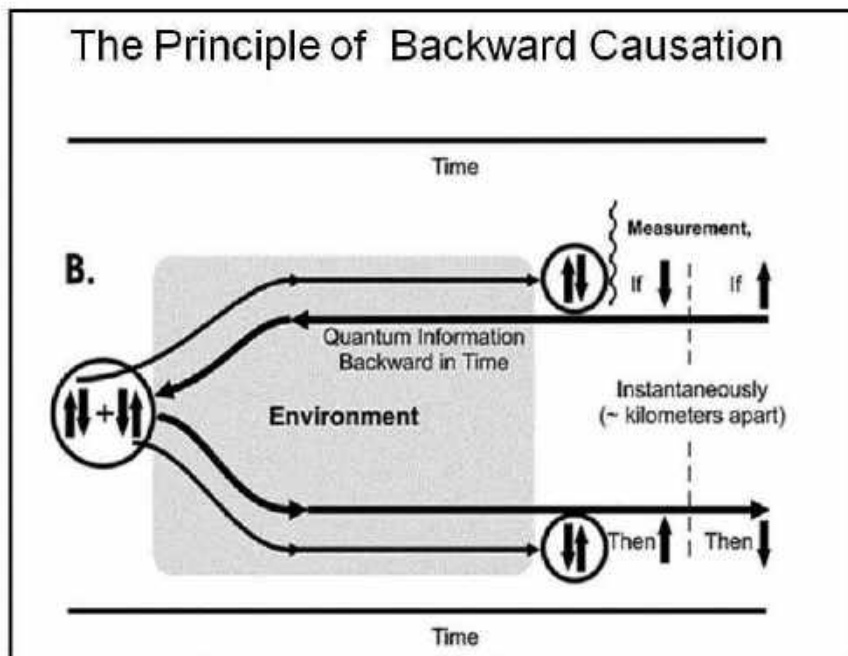 The Principle of Backward Causation
Time
B.
Measurement,
If
If
Quantum Information
Backward in Time
+
Environment
Instantaneously
(~ kilometers apart)
Then
Then
Time